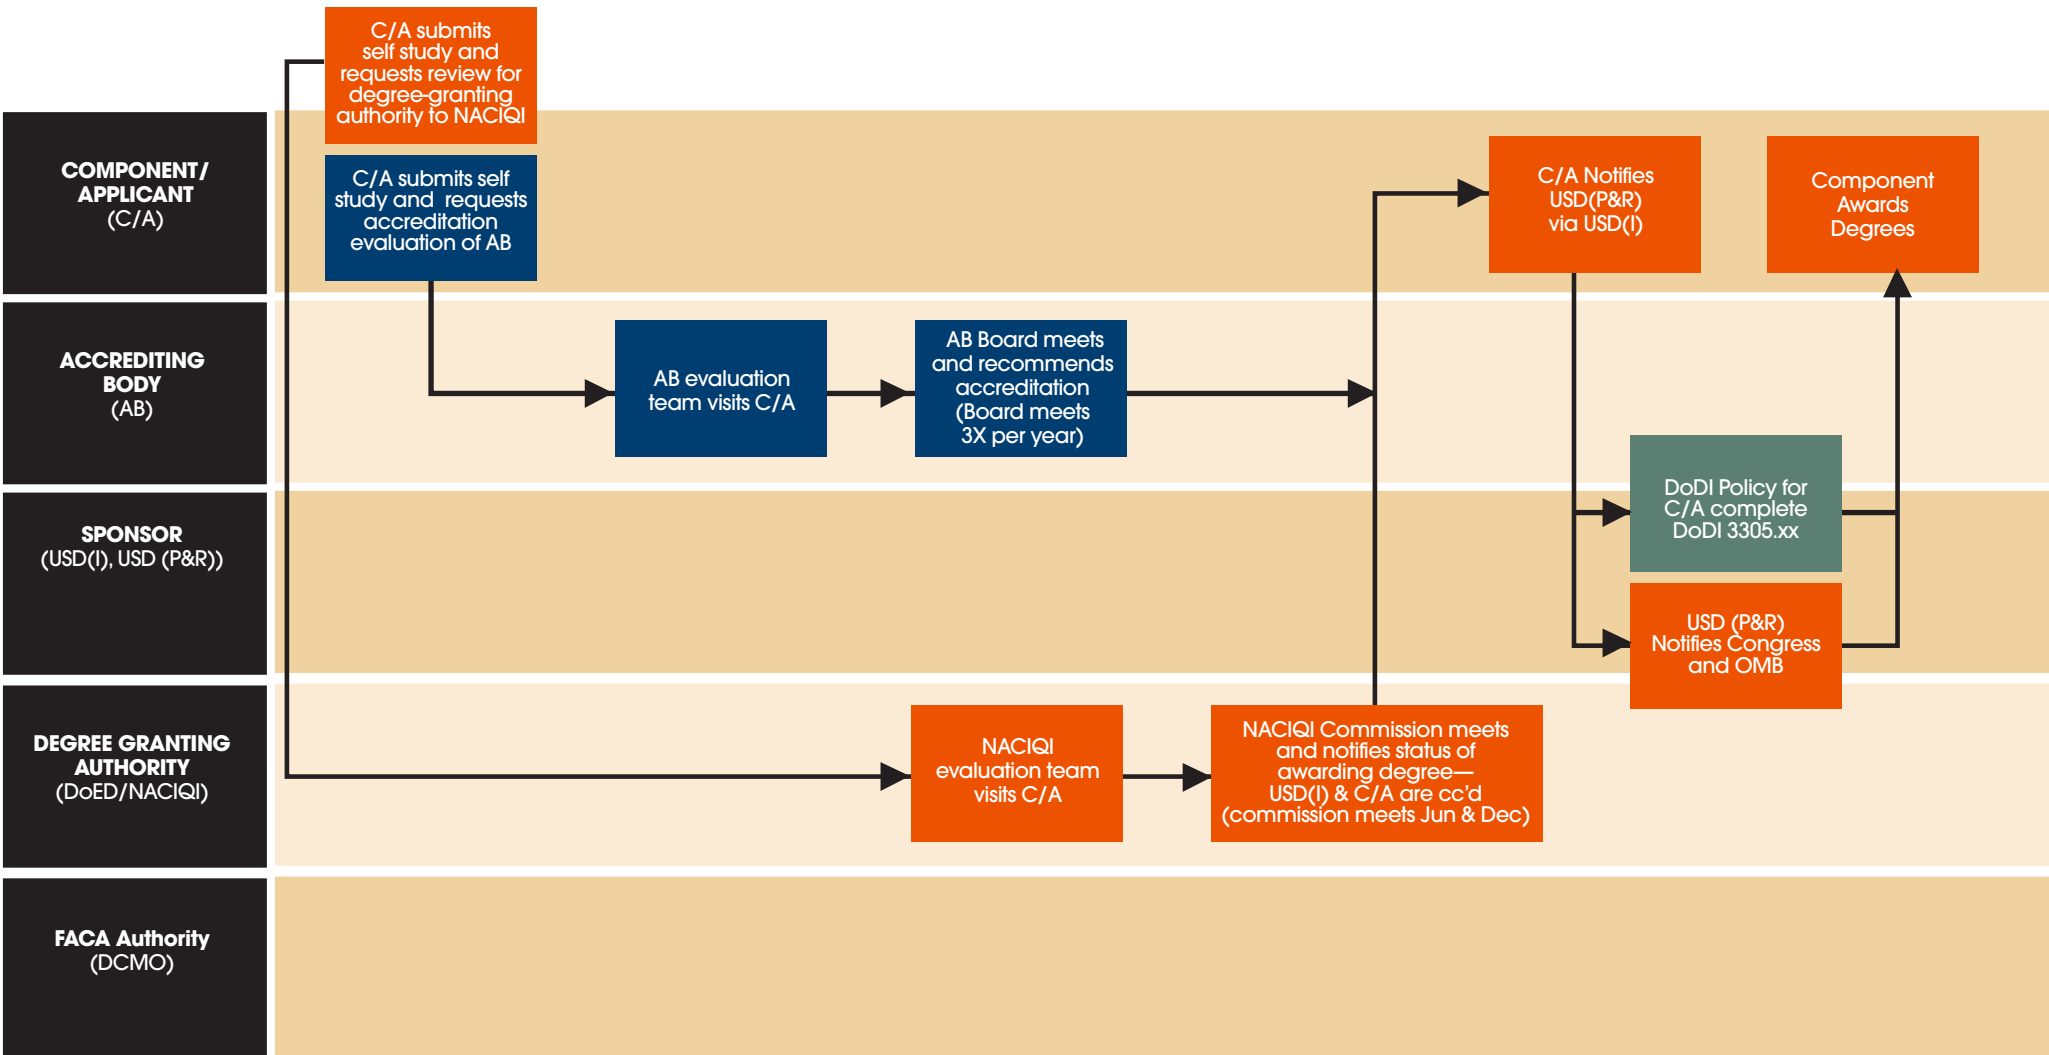 C/A submits
self study and
requests review for
degree-granting
authority to NACIQI
COMPONENT/
APPLICANT
(C/A)
C/A submits self
study and requests
accreditation
evaluation of AB
C/A Notifies
USD(P&R)
via USD(I)
Component
Awards
Degrees
ACCREDITING
BODY
(AB)
AB evaluation
team visits C/A
AB Board meets
and recommends
accreditation
(Board meets
3X per year)
SPONSOR
(USD(I), USD (P&R))
DoDI Policy for
C/A complete
DoDI 3305.xx
USD (P&R)
Notifies Congress
and OMB
DEGREE GRANTING
AUTHORITY
(DoED/NACIQI)
NACIQI
evaluation team
visits C/A
NACIQI Commission meets
and notifies status of
awarding degree—
USD(I) & C/A are cc'd
(commission meets Jun & Dec)
FACA Authority
(DCMO)